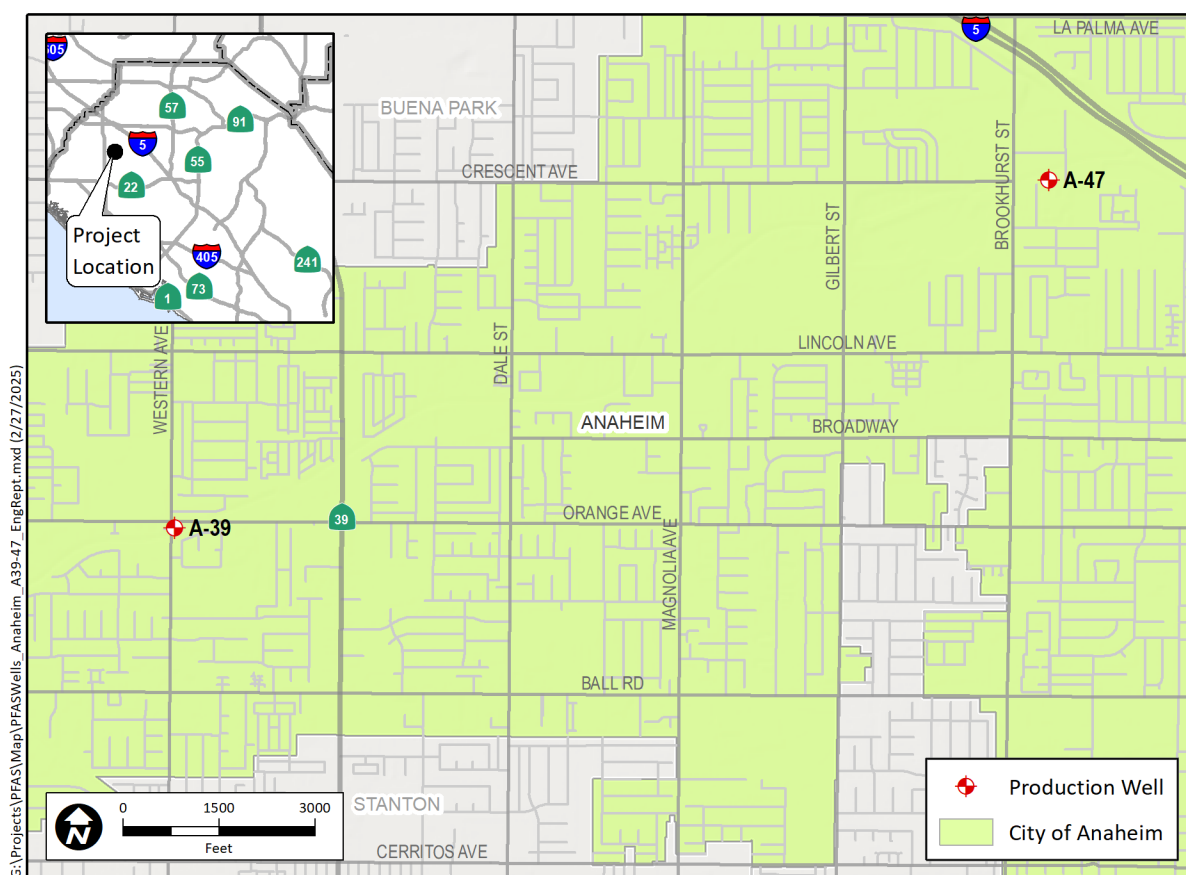 5
LA PALMA AVE
605
57
91
5
55
22
Project
Location
405
241
73
1
BUENA PARK
CRESCENT AVE
BROOKHURST ST
A-47
GILBERT ST
LINCOLN AVE
WESTERN AVE
DALE ST
ANAHEIM
BROADWAY
ORANGE AVE
39
A-39
MAGNOLIA AVE
BALL RD
STANTON
CERRITOS AVE
N
0 1500 3000
Feet
Production Well
City of Anaheim
G:\Projects\PFAS\Map\PFASWells_Anaheim_A39-47_EngRept.mxd (2/27/2025)